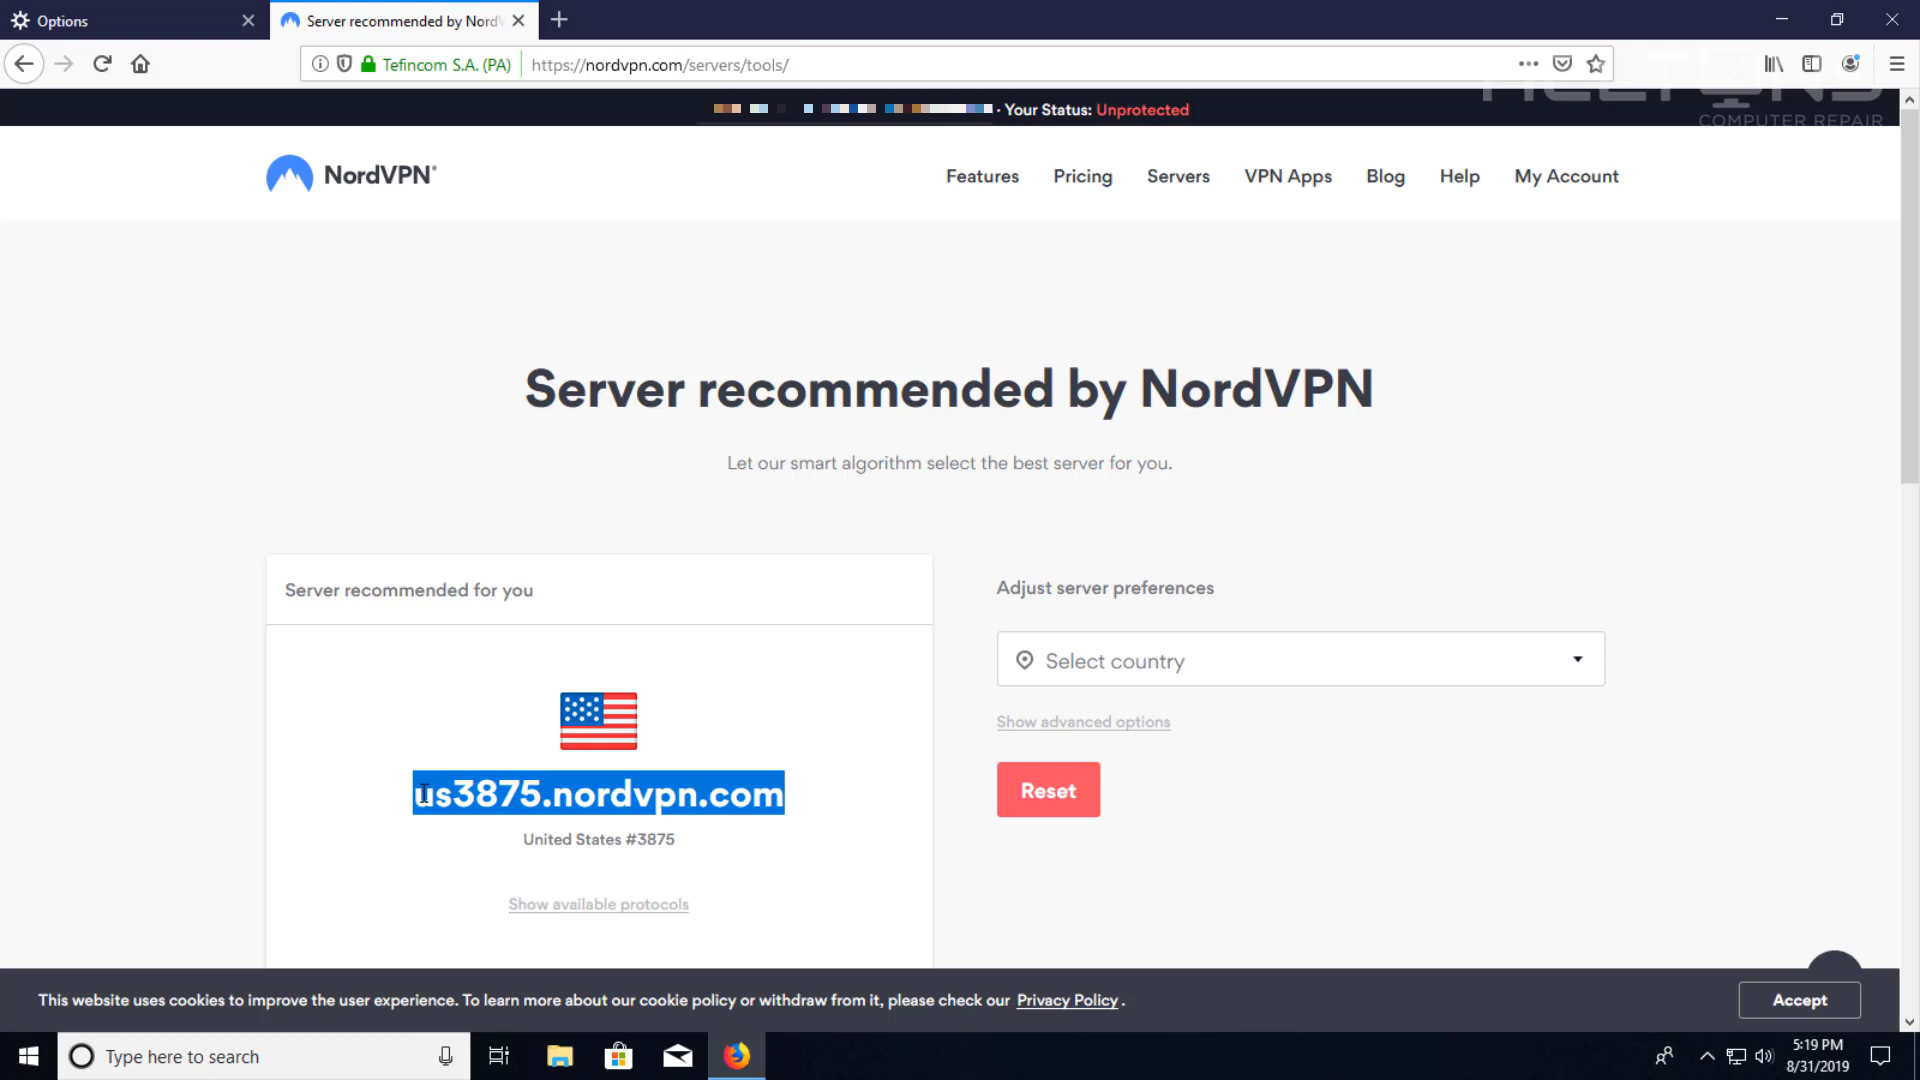 Options
Server recommended by Nord
Tefincom S.A. (PA)
https://nordvpn.com/servers/tools/
· Your Status: Unprotected
COMPUTER REPAIR
NordVPN®
Features
Pricing
Servers
VPN Apps
Blog
Help
My Account
Server recommended by NordVPN
Let our smart algorithm select the best server for you.
Server recommended for you
us3875.nordvpn.com
United States #3875
Show available protocols
Adjust server preferences
Select country
Show advanced options
Reset
This website uses cookies to improve the user experience. To learn more about our cookie policy or withdraw from it, please check our Privacy Policy .
Accept
Type here to search
5:19 PM
8/31/2019